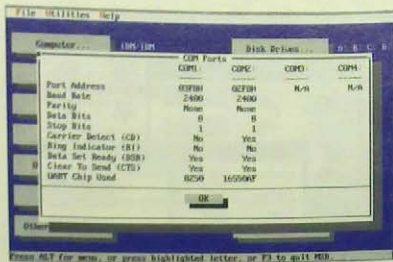 File Utilities Help
Computer... IBM/IBM Disk Drives... A: B: C: D:
COM Ports
COM1: COM2: COM3: COM4:
Port Address 03F8H 02F8H N/A N/A
Baud Rate 2400 2400
Parity None None
Data Bits 8 8
Stop Bits 1 1
Carrier Detect (CD) No Yes
Ring Indicator (RI) No No
Data Set Ready (DSR) Yes Yes
Clear To Send (CTS) Yes Yes
UART Chip Used 8250 16550AF
OK
Other
Press ALT for menu, or press highlighted letter, or F3 to quit MSD.